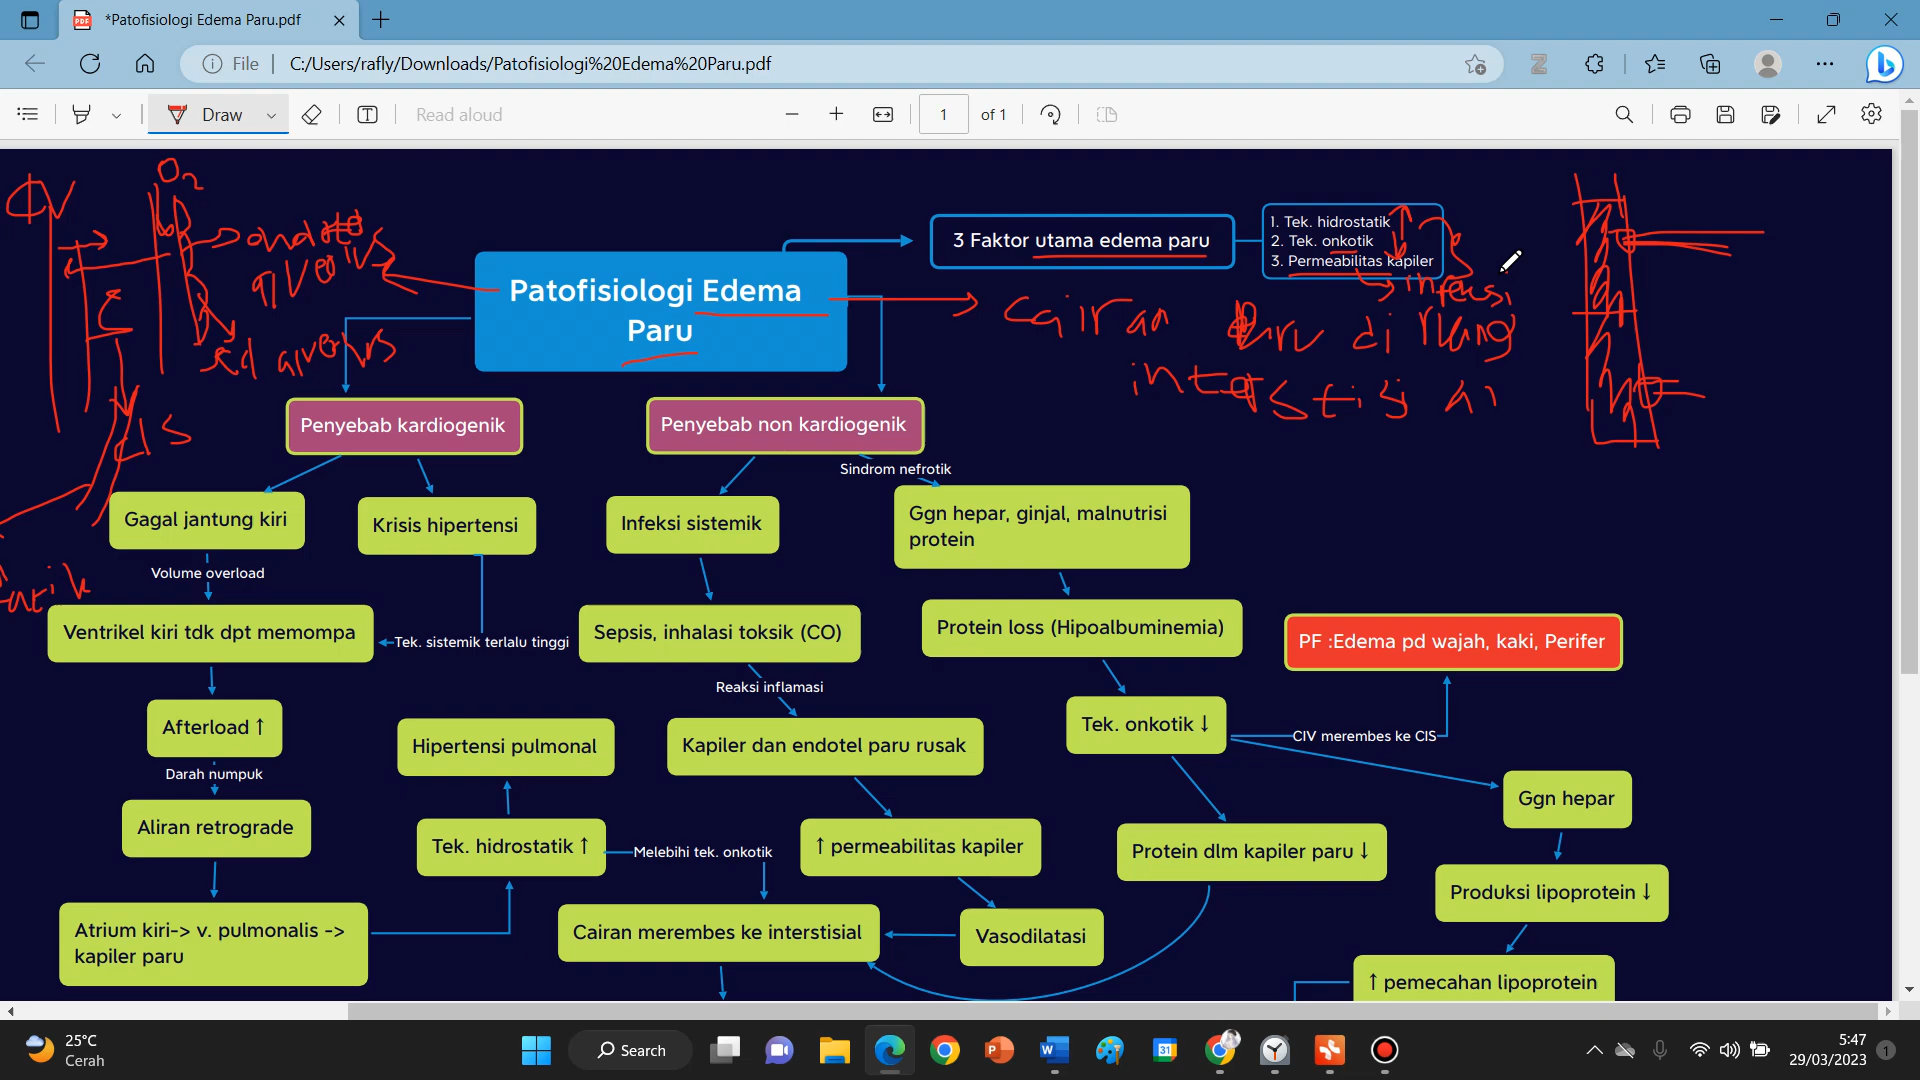 *Patofisiologi Edema Paru.pdf
File
C:/Users/rafly/Downloads/Patofisiologi%20Edema%20Paru.pdf
Draw
Read aloud
1
of 1
O2
3 Faktor utama edema paru
1. Tek. hidrostatik
2. Tek. onkotik
3. Permeabilitas kapiler
infeksi
Patofisiologi Edema
Paru
cairan paru di ruang
Penyebab kardiogenik
Penyebab non kardiogenik
Sindrom nefrotik
Gagal jantung kiri
Krisis hipertensi
Infeksi sistemik
Ggn hepar, ginjal, malnutrisi
protein
Volume overload
Ventrikel kiri tdk dpt memompa
Tek. sistemik terlalu tinggi
Sepsis, inhalasi toksik (CO)
Protein loss (Hipoalbuminemia)
PF :Edema pd wajah, kaki, Perifer
Reaksi inflamasi
Afterload ↑
Hipertensi pulmonal
Kapiler dan endotel paru rusak
Tek. onkotik ↓
CIV merembes ke CIS
Darah numpuk
Ggn hepar
Aliran retrograde
Tek. hidrostatik ↑
Melebihi tek. onkotik
↑ permeabilitas kapiler
Protein dlm kapiler paru ↓
Produksi lipoprotein ↓
Atrium kiri-> v. pulmonalis ->
kapiler paru
Cairan merembes ke interstisial
Vasodilatasi
↑ pemecahan lipoprotein
25°C
Cerah
Search
31
5:47
29/03/2023
1